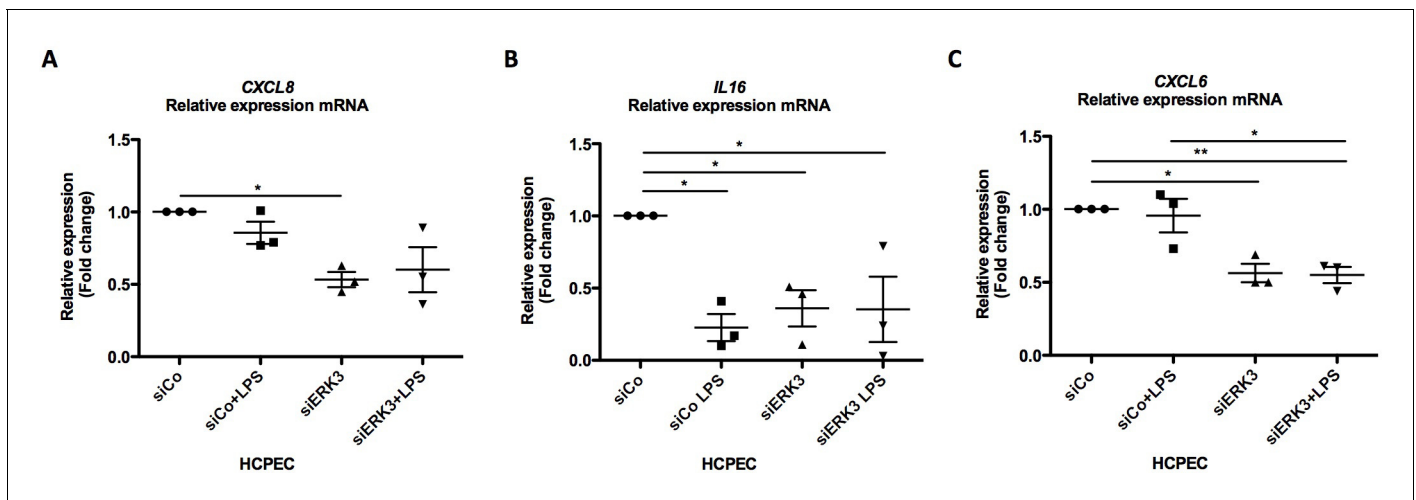 A
CXCL8
Relative expression mRNA
Relative expression
(Fold change)
1.5
1.0
0.5
0.0
*
siCo
siCo+LPS
siERK3
siERK3+LPS
HCPEC
B
IL16
Relative expression mRNA
Relative expression
(Fold change)
1.5
1.0
0.5
0.0
*
*
*
siCo
siCo LPS
siERK3
siERK3 LPS
HCPEC
C
CXCL6
Relative expression mRNA
Relative expression
(Fold change)
1.5
1.0
0.5
0.0
*
**
*
siCo
siCo+LPS
siERK3
siERK3+LPS
HCPEC